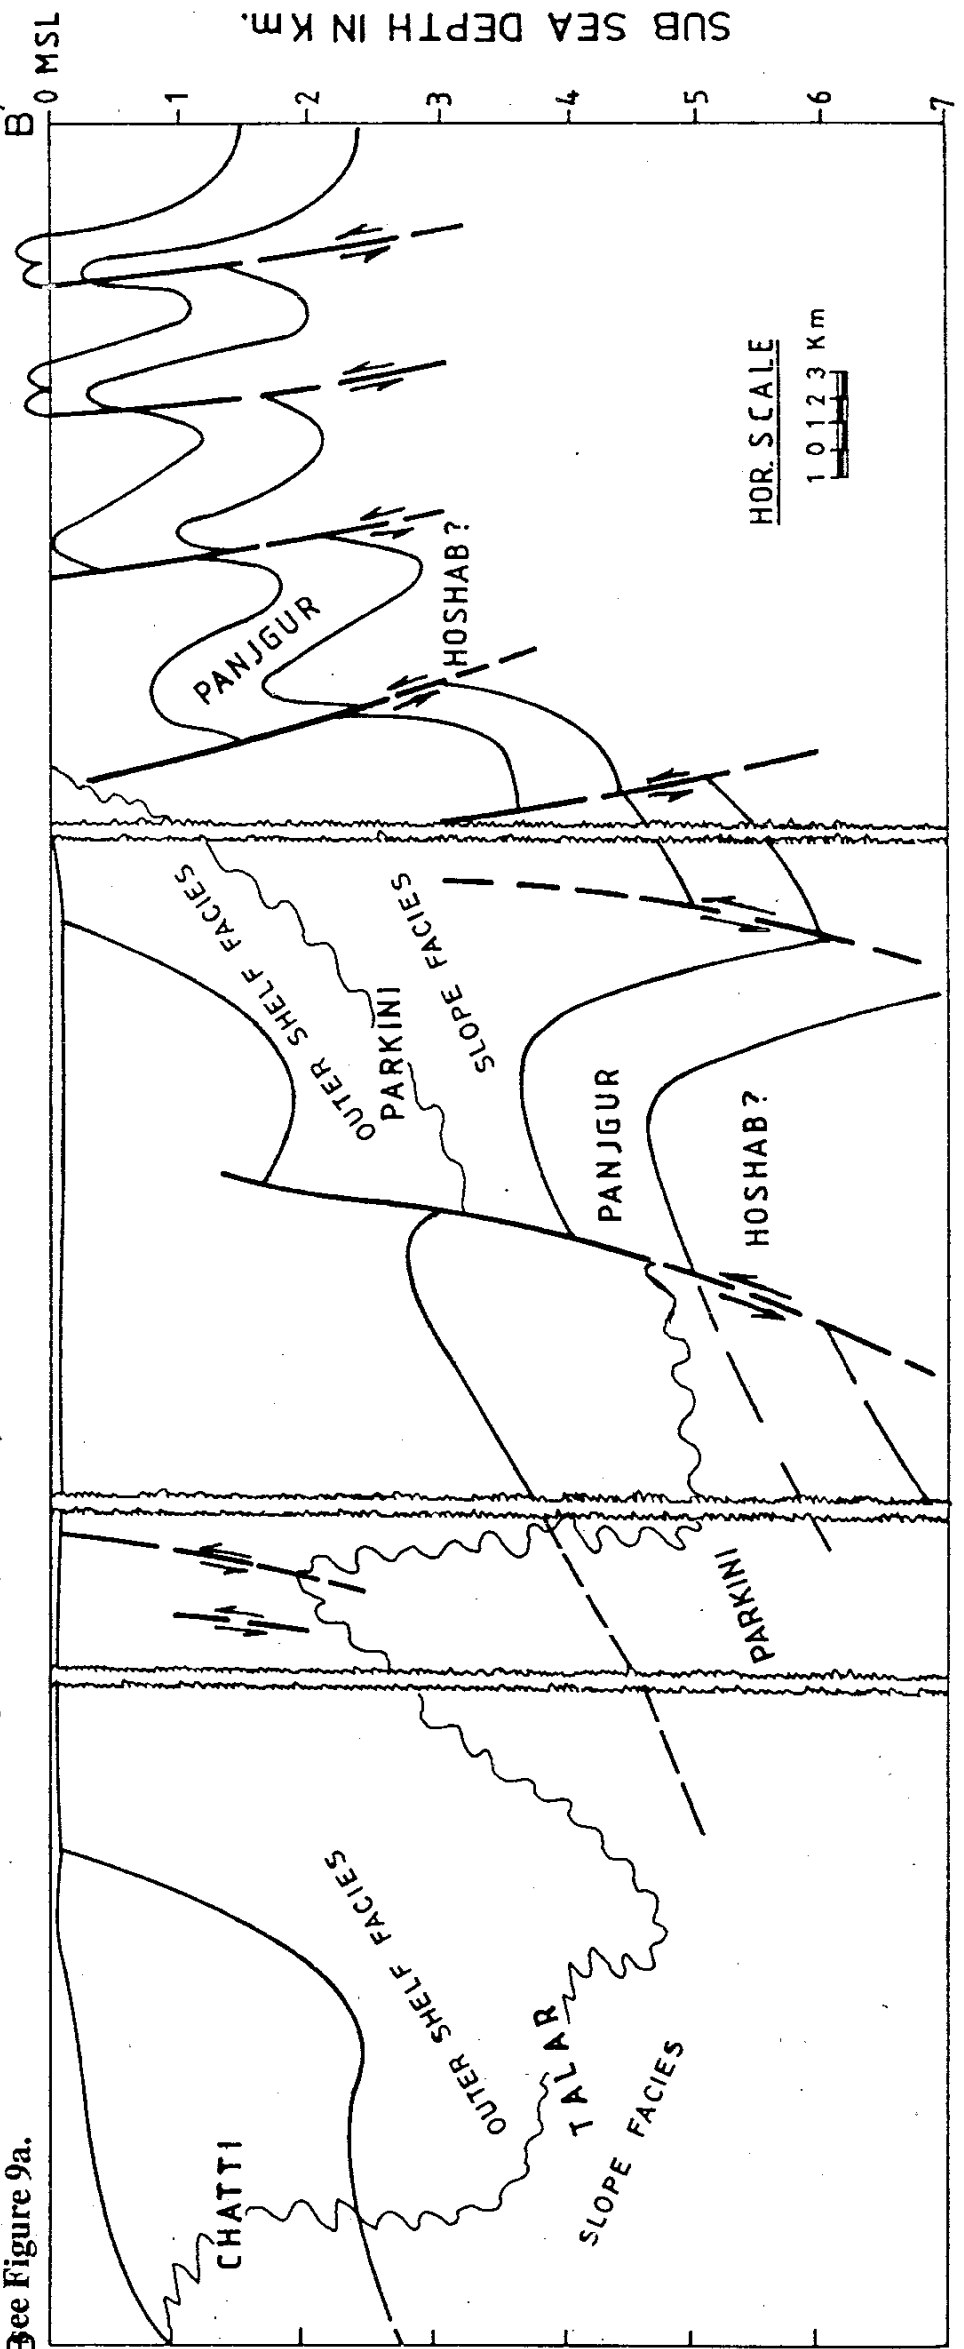 see Figure 9a.
B'
0 MSL
-1
-2
-3
-4
-5
-6
-7
SUB SEA DEPTH IN Km.
CHATTI
OUTER SHELF FACIES
TALAR
SLOPE FACIES
PARKINI
OUTER SHELF FACIES
PARKINI
SLOPE FACIES
PANJGUR
HOSHAB?
PANJGUR
HOSHAB?
HOR. SCALE
1 0 1 2 3 Km